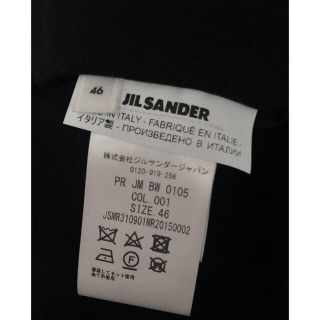 46
JIL SANDER
IN ITALY - FABRIQUÉ EN ITALIE -
イタリア製 - ПРОИЗВЕДЕНО В ИТАЛИИ
株式会社ジルサンダージャパン
0120-919-256
PR JM BW 0105
COL. 001
SIZE 46
JSMR310901MR20150002